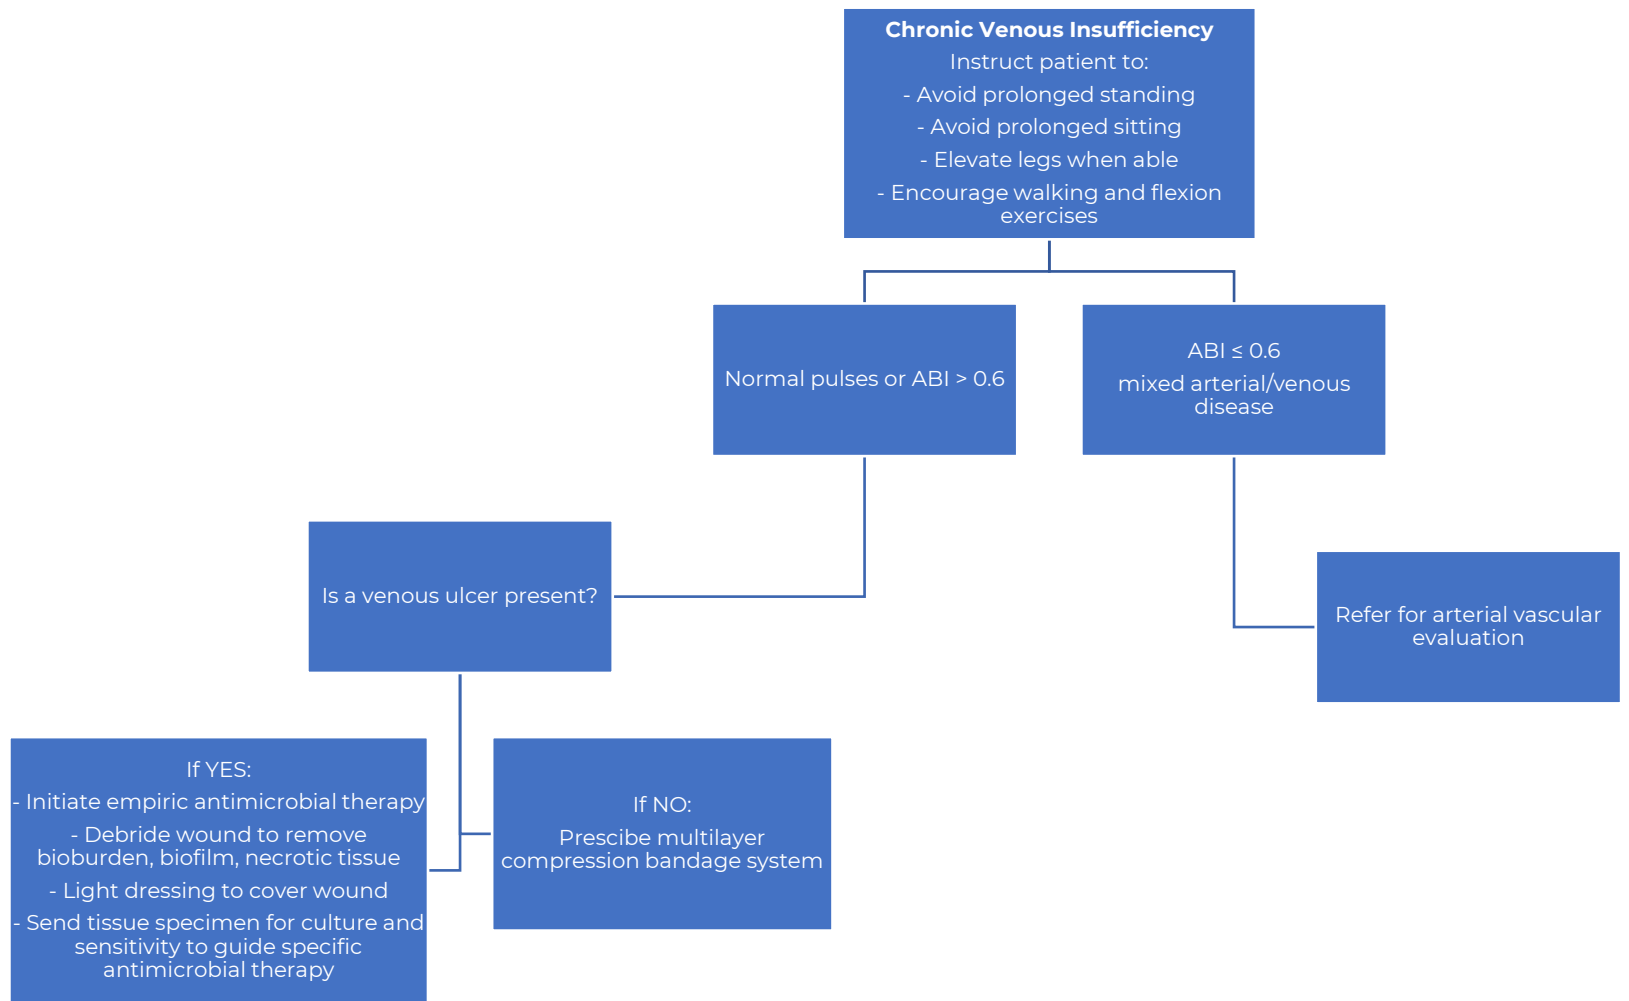 Chronic Venous Insufficiency
Instruct patient to:
- Avoid prolonged standing
- Avoid prolonged sitting
- Elevate legs when able
- Encourage walking and flexion
exercises
Normal pulses or ABI > 0.6
ABI ≤ 0.6
mixed arterial/venous
disease
Is a venous ulcer present?
Refer for arterial vascular
evaluation
If YES:
- Initiate empiric antimicrobial therapy
- Debride wound to remove
bioburden, biofilm, necrotic tissue
- Light dressing to cover wound
- Send tissue specimen for culture and
sensitivity to guide specific
antimicrobial therapy
If NO:
Prescibe multilayer
compression bandage system